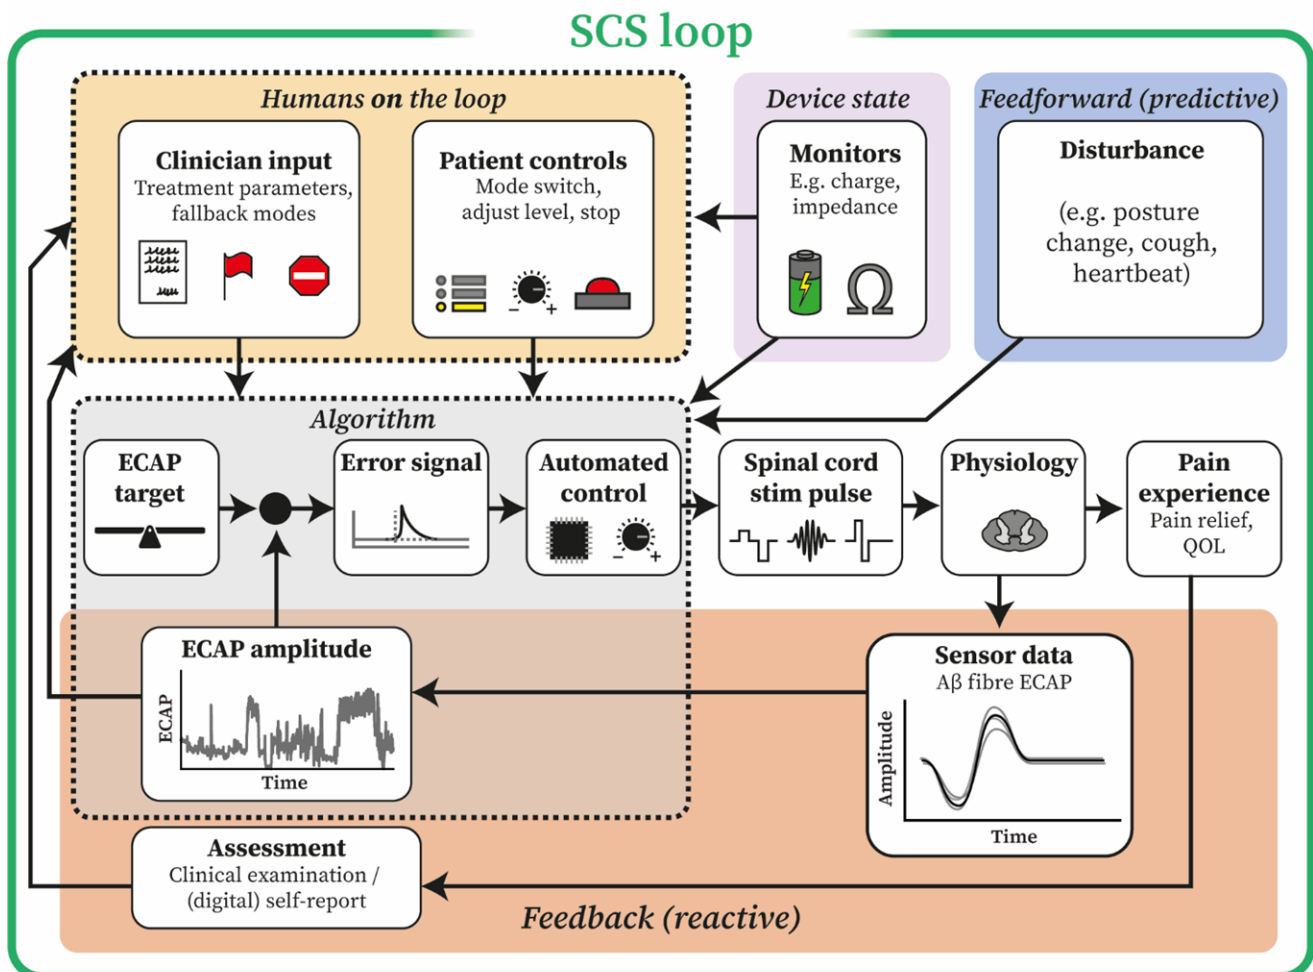 SCS loop
Humans on the loop
Clinician input
Treatment parameters,
fallback modes
Patient controls
Mode switch,
adjust level, stop
− +
Device state
Monitors
E.g. charge,
impedance
Ω
Feedforward (predictive)
Disturbance
(e.g. posture
change, cough,
heartbeat)
Algorithm
ECAP
target
Error signal
Automated
control
− +
Spinal cord
stim pulse
Physiology
Pain
experience
Pain relief,
QOL
ECAP amplitude
ECAP
Time
Sensor data
Aβ fibre ECAP
Amplitude
Time
Assessment
Clinical examination /
(digital) self-report
Feedback (reactive)